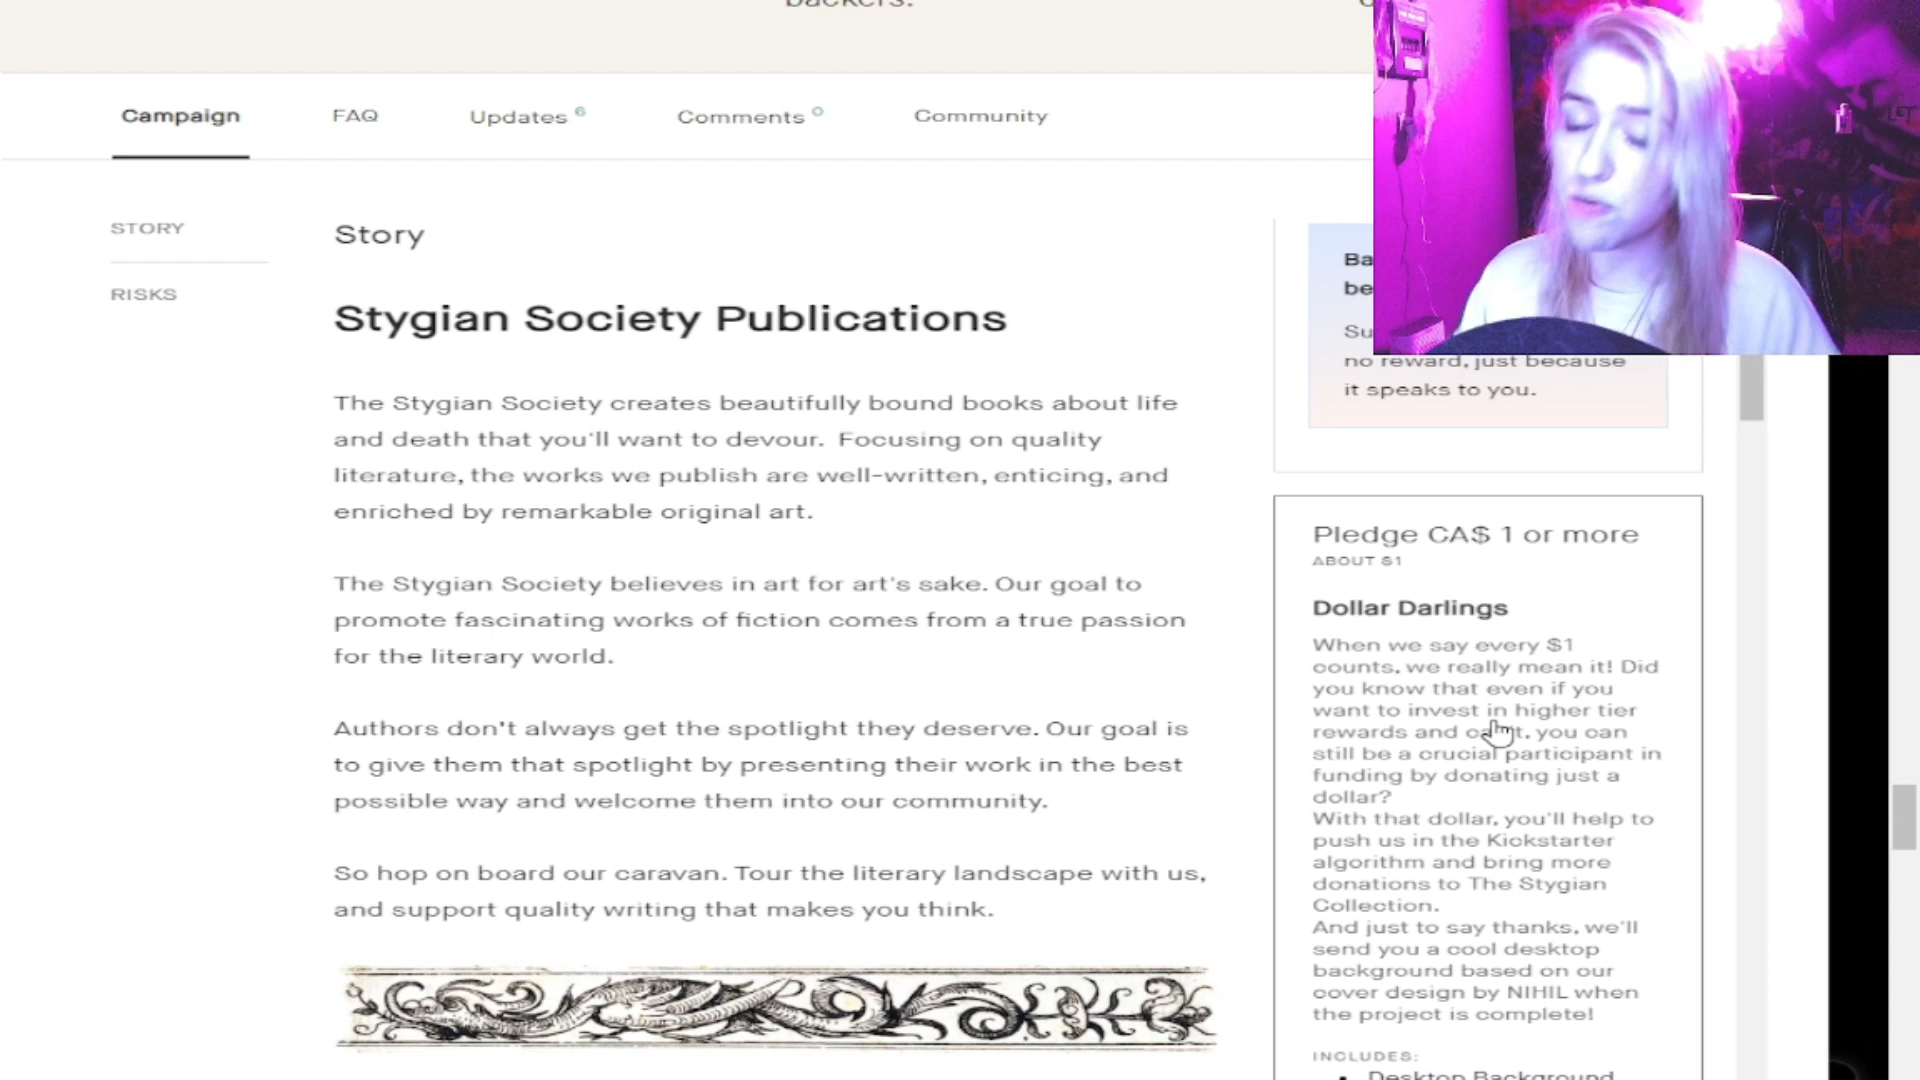 backers.
Campaign
FAQ
Updates 6
Comments 0
Community
STORY
RISKS
Story
Stygian Society Publications
The Stygian Society creates beautifully bound books about life
and death that you'll want to devour. Focusing on quality
literature, the works we publish are well-written, enticing, and
enriched by remarkable original art.
The Stygian Society believes in art for art's sake. Our goal to
promote fascinating works of fiction comes from a true passion
for the literary world.
Authors don't always get the spotlight they deserve. Our goal is
to give them that spotlight by presenting their work in the best
possible way and welcome them into our community.
So hop on board our caravan. Tour the literary landscape with us,
and support quality writing that makes you think.
no reward, just because
it speaks to you.
Pledge CA$ 1 or more
ABOUT $1
Dollar Darlings
When we say every $1
counts, we really mean it! Did
you know that even if you
want to invest in higher tier
rewards and can't, you can
still be a crucial participant in
funding by donating just a
dollar?
With that dollar, you'll help to
push us in the Kickstarter
algorithm and bring more
donations to The Stygian
Collection.
And just to say thanks, we'll
send you a cool desktop
background based on our
cover design by NIHIL when
the project is complete!
INCLUDES:
• Desktop Background